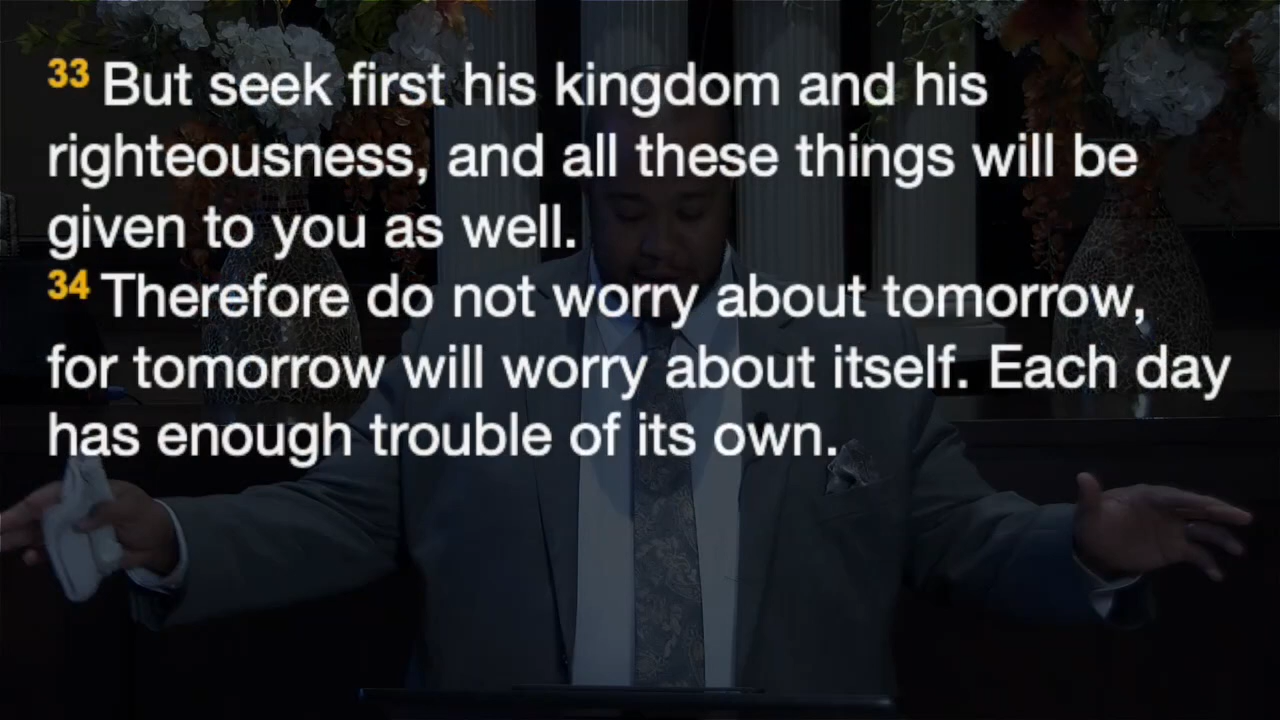 33 But seek first his kingdom and his
righteousness, and all these things will be
given to you as well.
34 Therefore do not worry about tomorrow,
for tomorrow will worry about itself. Each day
has enough trouble of its own.